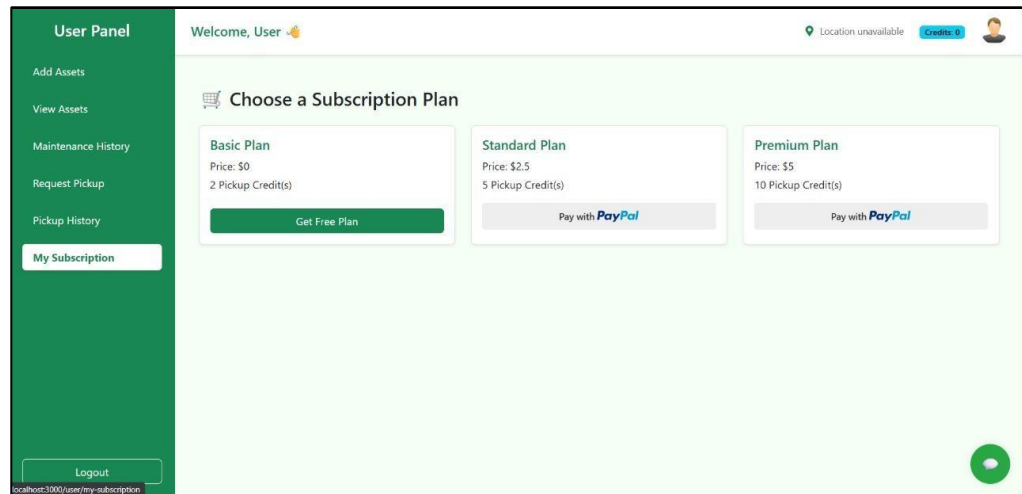 User Panel
Add Assets
View Assets
Maintenance History
Request Pickup
Pickup History
My Subscription
Logout
localhost:3000/user/my-subscription
Welcome, User 👋
Location unavailable
Credits: 0
🛒 Choose a Subscription Plan
Basic Plan
Price: $0
2 Pickup Credit(s)
Get Free Plan
Standard Plan
Price: $2.5
5 Pickup Credit(s)
Pay with PayPal
Premium Plan
Price: $5
10 Pickup Credit(s)
Pay with PayPal